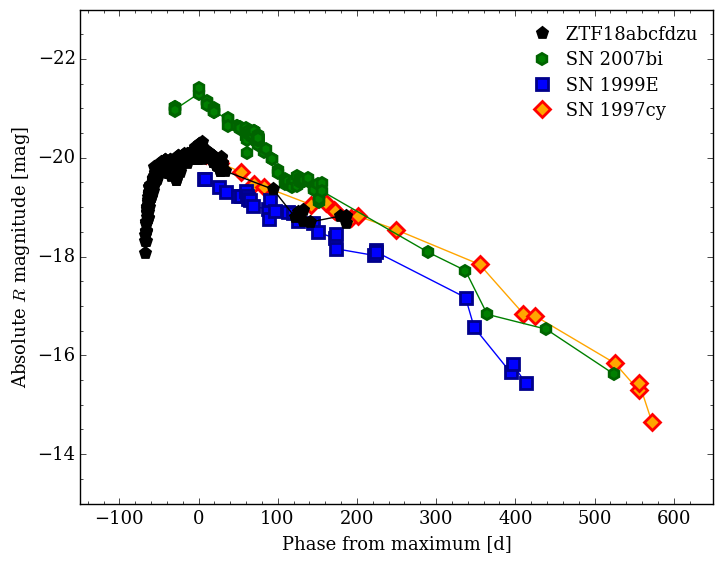 ZTF18abcfdzu
SN 2007bi
SN 1999E
SN 1997cy
Absolute R magnitude [mag]
−22
−20
−18
−16
−14
−100 0 100 200 300 400 500 600
Phase from maximum [d]